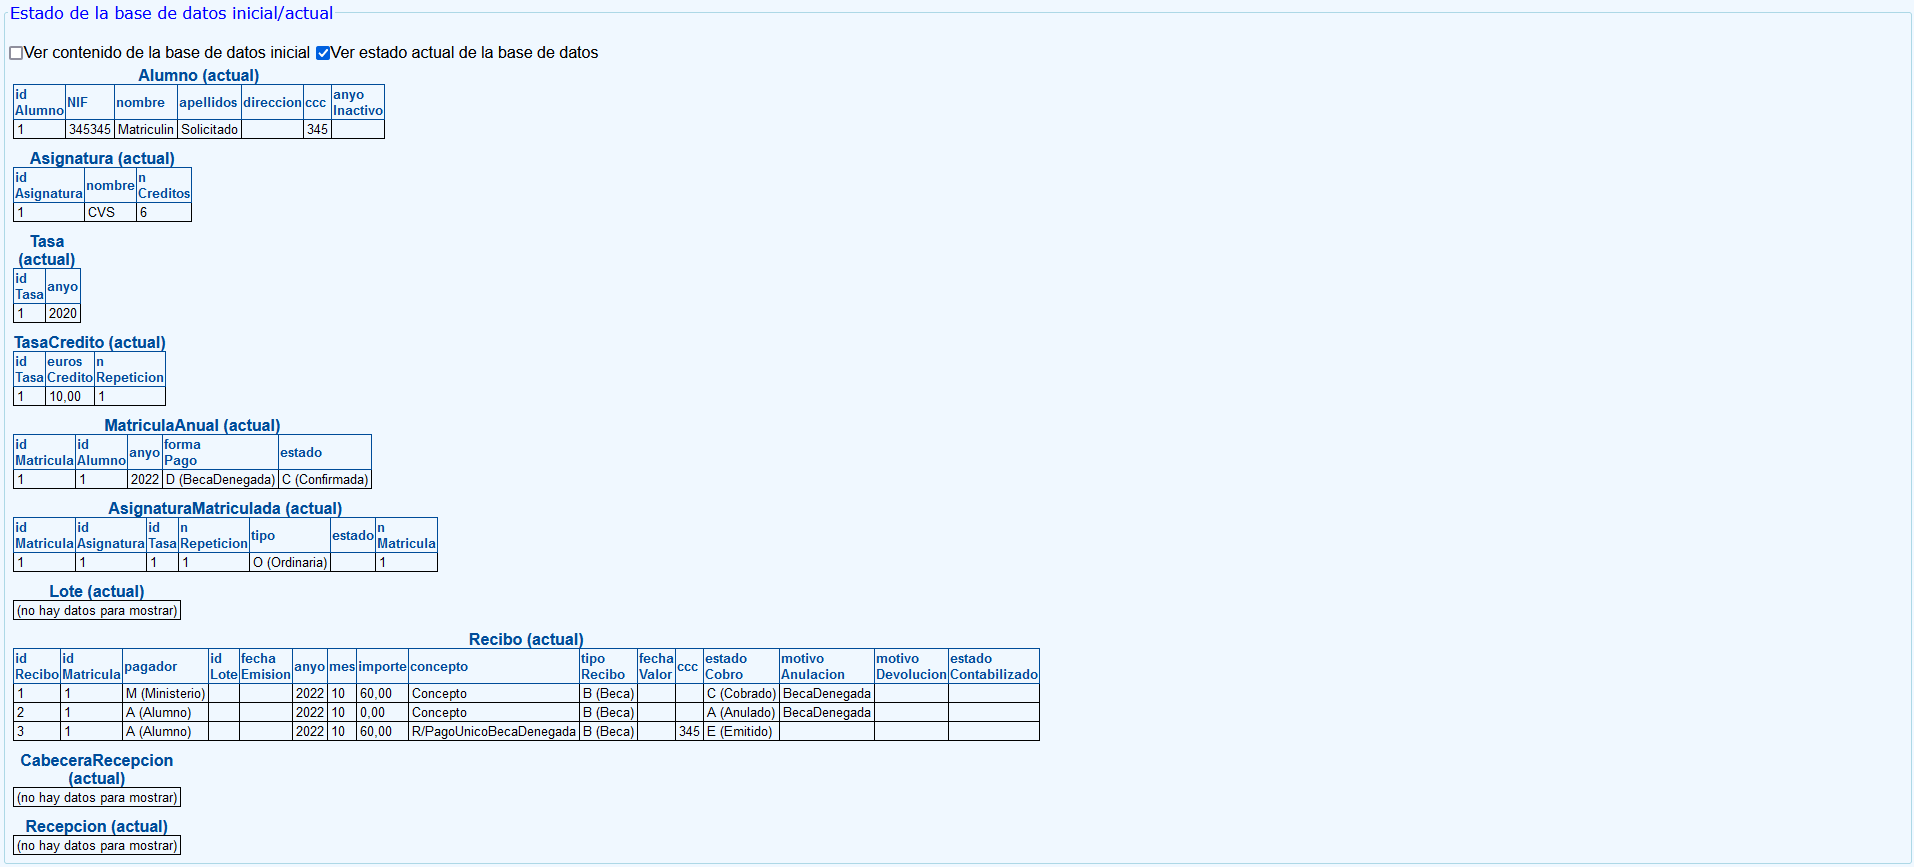 Estado de la base de datos inicial/actual
Ver contenido de la base de datos inicial Ver estado actual de la base de datos
Alumno (actual)
id Alumno NIF nombre apellidos direccion ccc anyo Inactivo
1 345345 Matriculin Solicitado 345
Asignatura (actual)
id Asignatura nombre n Creditos
1 CVS 6
Tasa
(actual)
id Tasa anyo
1 2020
TasaCredito (actual)
id Tasa euros Credito n Repeticion
1 10,00 1
MatriculaAnual (actual)
id Matricula id Alumno anyo forma Pago estado
1 1 2022 D (BecaDenegada) C (Confirmada)
AsignaturaMatriculada (actual)
id Matricula id Asignatura id Tasa n Repeticion tipo estado n Matricula
1 1 1 1 O (Ordinaria) 1
Lote (actual)
(no hay datos para mostrar)
Recibo (actual)
id Recibo id Matricula pagador id Lote fecha Emision anyo mes importe concepto tipo Recibo fecha Valor ccc estado Cobro motivo Anulacion motivo Devolucion estado Contabilizado
1 1 M (Ministerio) 2022 10 60,00 Concepto B (Beca) C (Cobrado) BecaDenegada
2 1 A (Alumno) 2022 10 0,00 Concepto B (Beca) A (Anulado) BecaDenegada
3 1 A (Alumno) 2022 10 60,00 R/PagoUnicoBecaDenegada B (Beca) 345 E (Emitido)
CabeceraRecepcion
(actual)
(no hay datos para mostrar)
Recepcion (actual)
(no hay datos para mostrar)